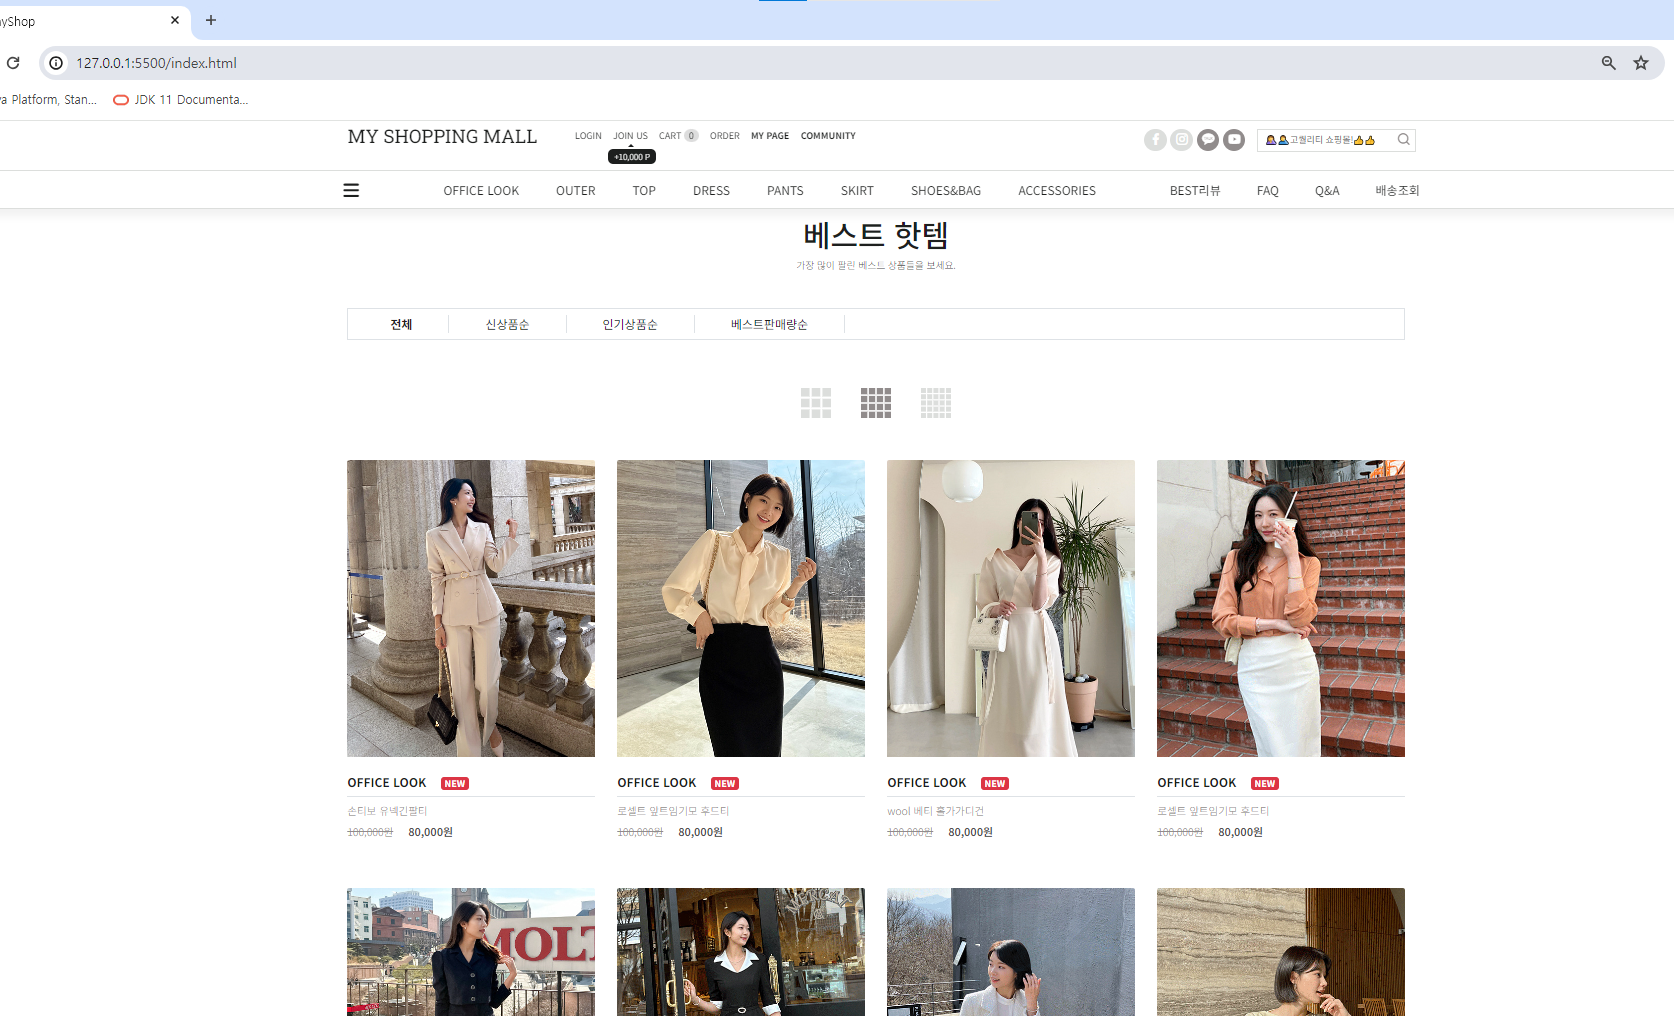 yShop
127.0.0.1:5500/index.html
a Platform, Stan...
JDK 11 Documenta...
MY SHOPPING MALL
LOGIN JOIN US CART 0 ORDER MY PAGE COMMUNITY
+10,000 P
고퀄리티 쇼핑몰!
OFFICE LOOK OUTER TOP DRESS PANTS SKIRT SHOES&BAG ACCESSORIES BEST리뷰 FAQ Q&A 배송조회
베스트 핫템
가장 많이 팔린 베스트 상품들을 보세요.
전체 신상품순 인기상품순 베스트판매량순
OFFICE LOOK NEW
손티보 유넥긴팔티
100,000원 80,000원
OFFICE LOOK NEW
로셀트 앞트임기모 후드티
100,000원 80,000원
OFFICE LOOK NEW
wool 베티 홀가가디건
100,000원 80,000원
OFFICE LOOK NEW
로셀트 앞트임기모 후드티
100,000원 80,000원
MOLT